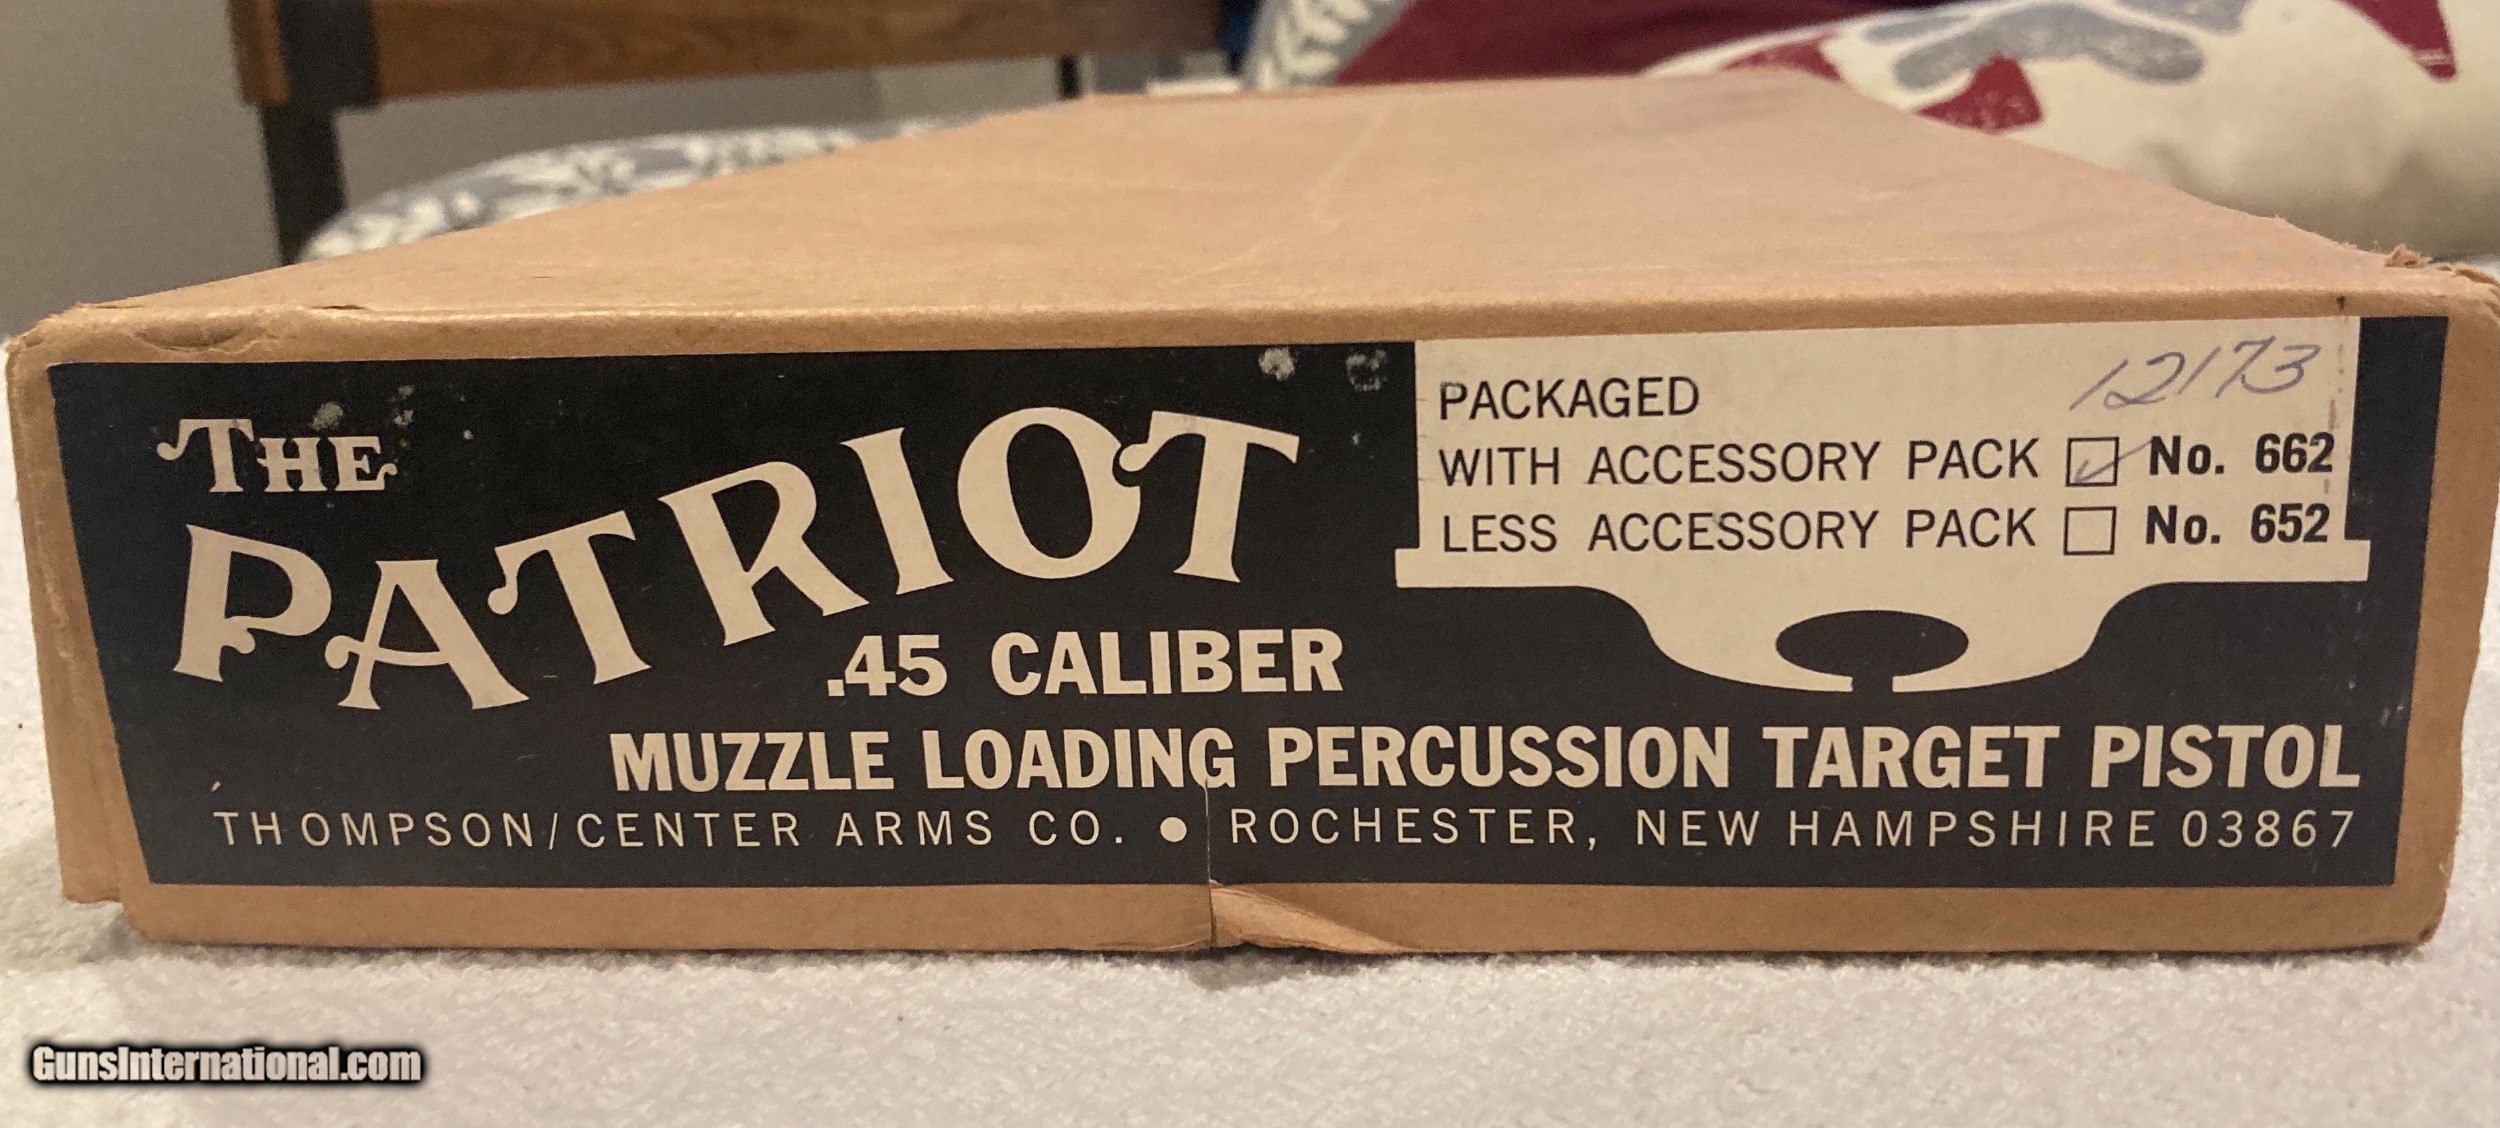 THE
PATRIOT
.45 CALIBER
MUZZLE LOADING PERCUSSION TARGET PISTOL
THOMPSON/CENTER ARMS CO. ● ROCHESTER, NEW HAMPSHIRE 03867
12173
PACKAGED
WITH ACCESSORY PACK ☑ No. 662
LESS ACCESSORY PACK ☐ No. 652
GunsInternational.com